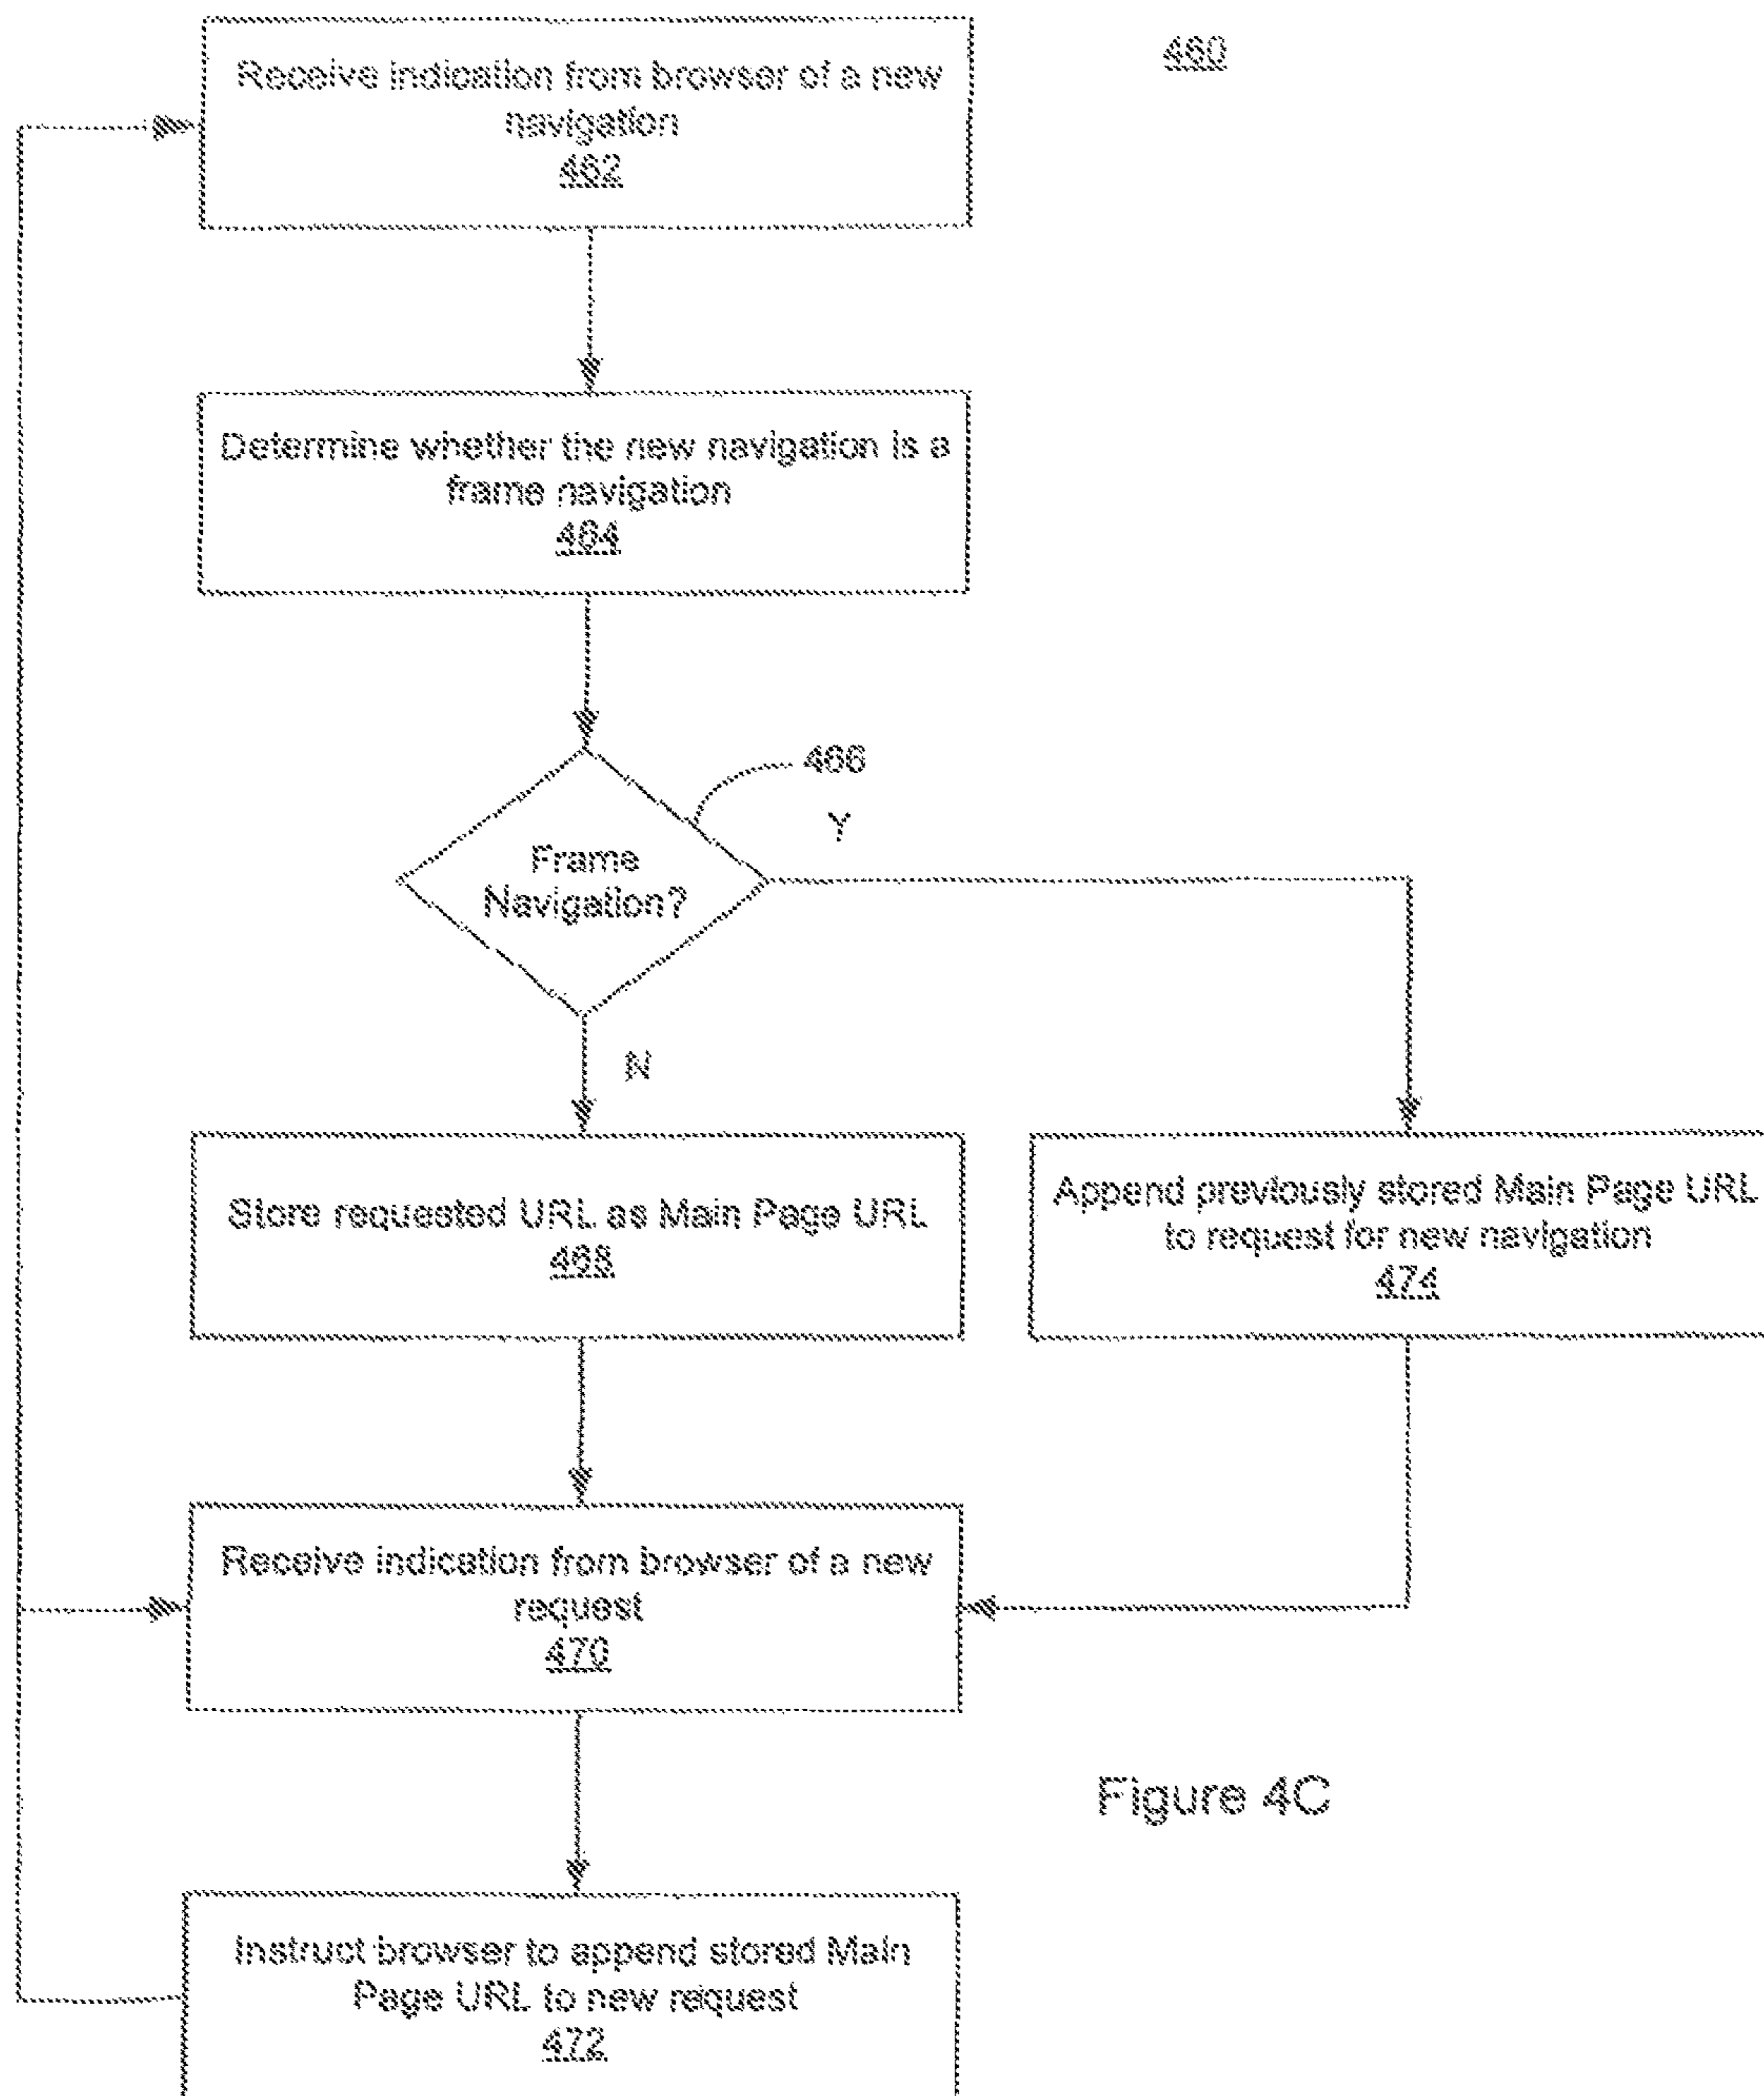 460
Receive indication from browser of a new
navigation
462
Determine whether the new navigation is a
frame navigation
464
466
Y
Frame
Navigation?
N
Store requested URL as Main Page URL
468
Append previously stored Main Page URL
to request for new navigation
474
Receive indication from browser of a new
request
470
Figure 4C
Instruct browser to append stored Main
Page URL to new request
472